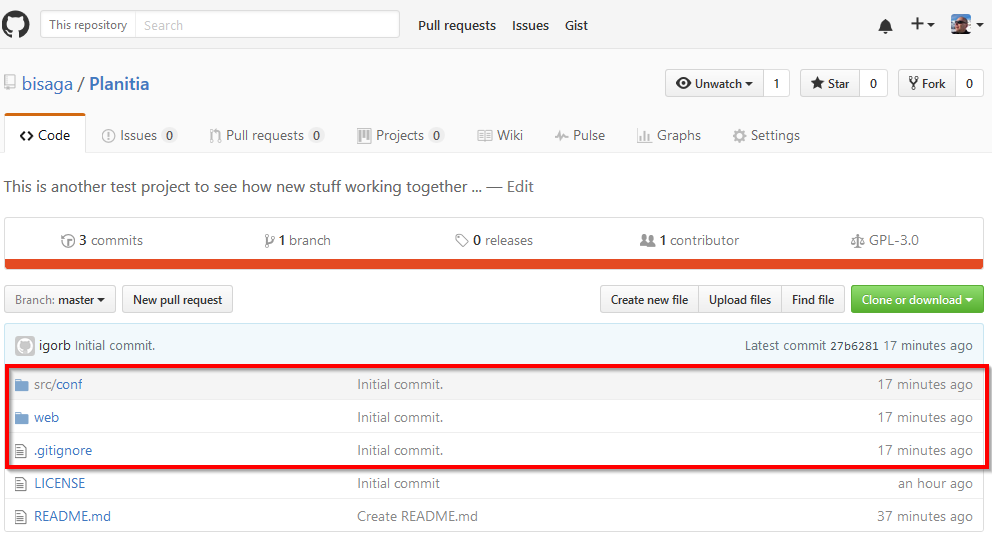 This repository Search Pull requests Issues Gist
bisaga / Planitia Unwatch 1 Star 0 Fork 0
Code Issues 0 Pull requests 0 Projects 0 Wiki Pulse Graphs Settings
This is another test project to see how new stuff working together ... — Edit
3 commits 1 branch 0 releases 1 contributor GPL-3.0
Branch: master New pull request Create new file Upload files Find file Clone or download
igorb Initial commit. Latest commit 27b6281 17 minutes ago
src/conf Initial commit. 17 minutes ago
web Initial commit. 17 minutes ago
.gitignore Initial commit. 17 minutes ago
LICENSE Initial commit an hour ago
README.md Create README.md 37 minutes ago